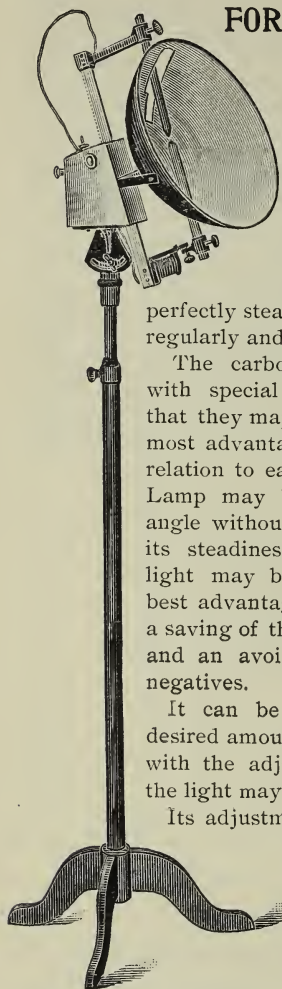 FOR
perfectly stea
regularly and
The carbo
with special
that they ma
most advanta
relation to ea
Lamp may
angle without
its steadines
light may b
best advantag
a saving of th
and an avoi
negatives.
It can be
desired amou
with the adj
the light may
Its adjustm